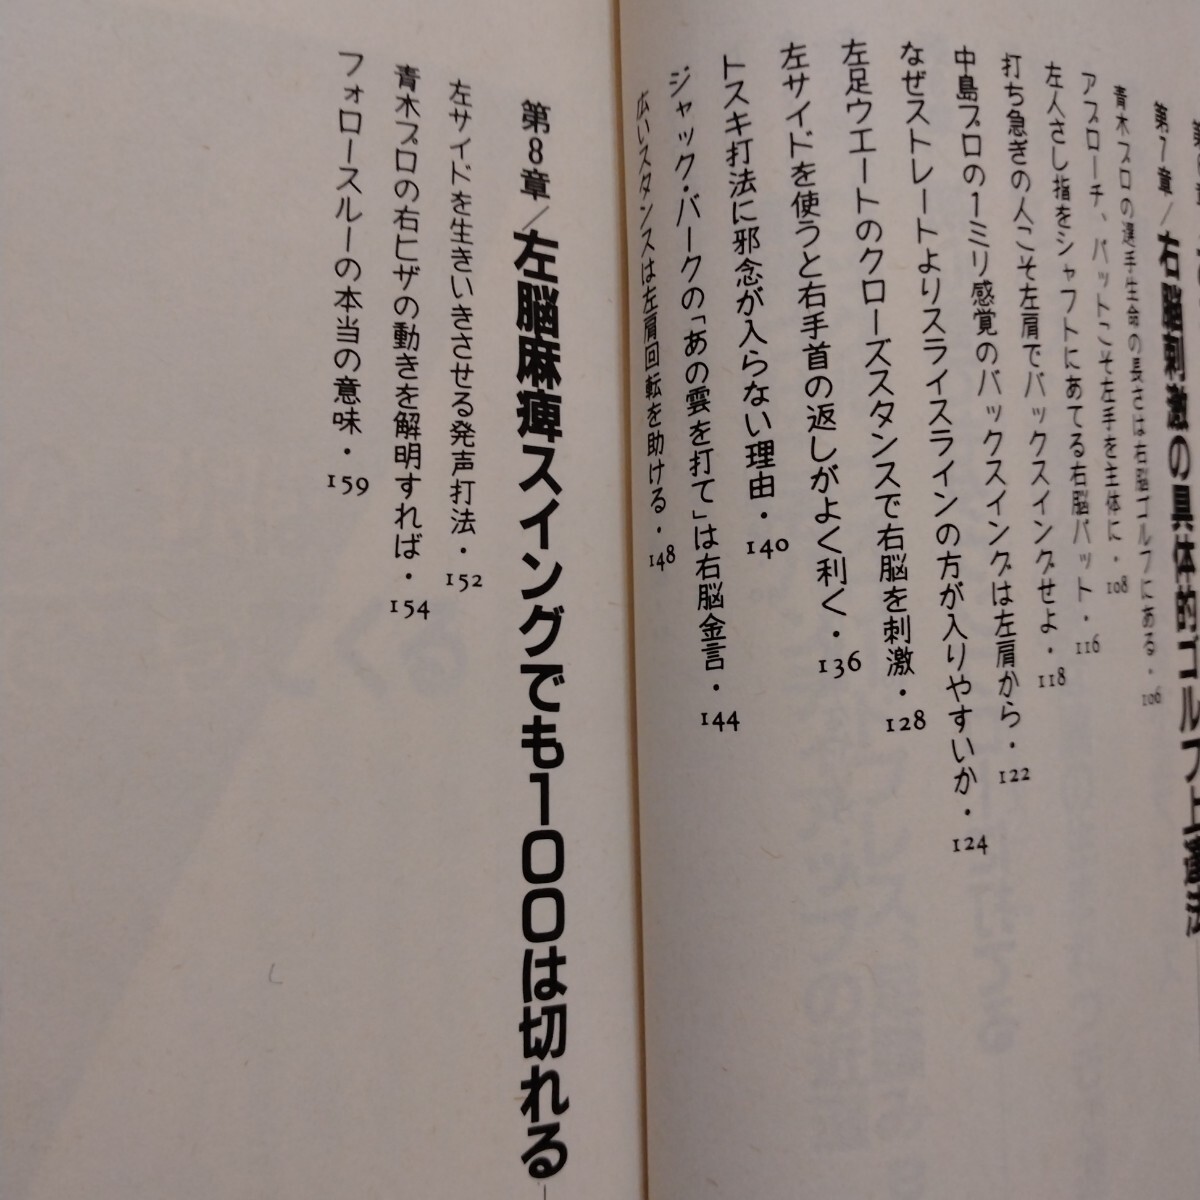 第7章/右脳刺激の具体的ゴルフ上達法
青木プロの選手生命の長さは右脳ゴルフにある・106
アプローチ、パットこそ左手を主体に・108
左人さし指をシャフトにあてる右脳パット・116
打ち急ぎの人こそ左肩でバックスイングせよ・118
中島プロの1ミリ感覚のバックスイングは左肩から・122
なぜストレートよりスライスラインの方が入りやすいか・124
左足ウエートのクローズスタンスで右脳を刺激・128
左サイドを使うと右手首の返しがよく利く・136
トスキ打法に邪念が入らない理由・140
ジャック・バークの「あの雲を打て」は右脳金言・144
広いスタンスは左肩回転を助ける・148
第8章/左脳麻痺スイングでも100は切れる
左サイドを生きいきさせる発声打法・152
青木プロの右ヒザの動きを解明すれば・154
フォロースルーの本当の意味・159